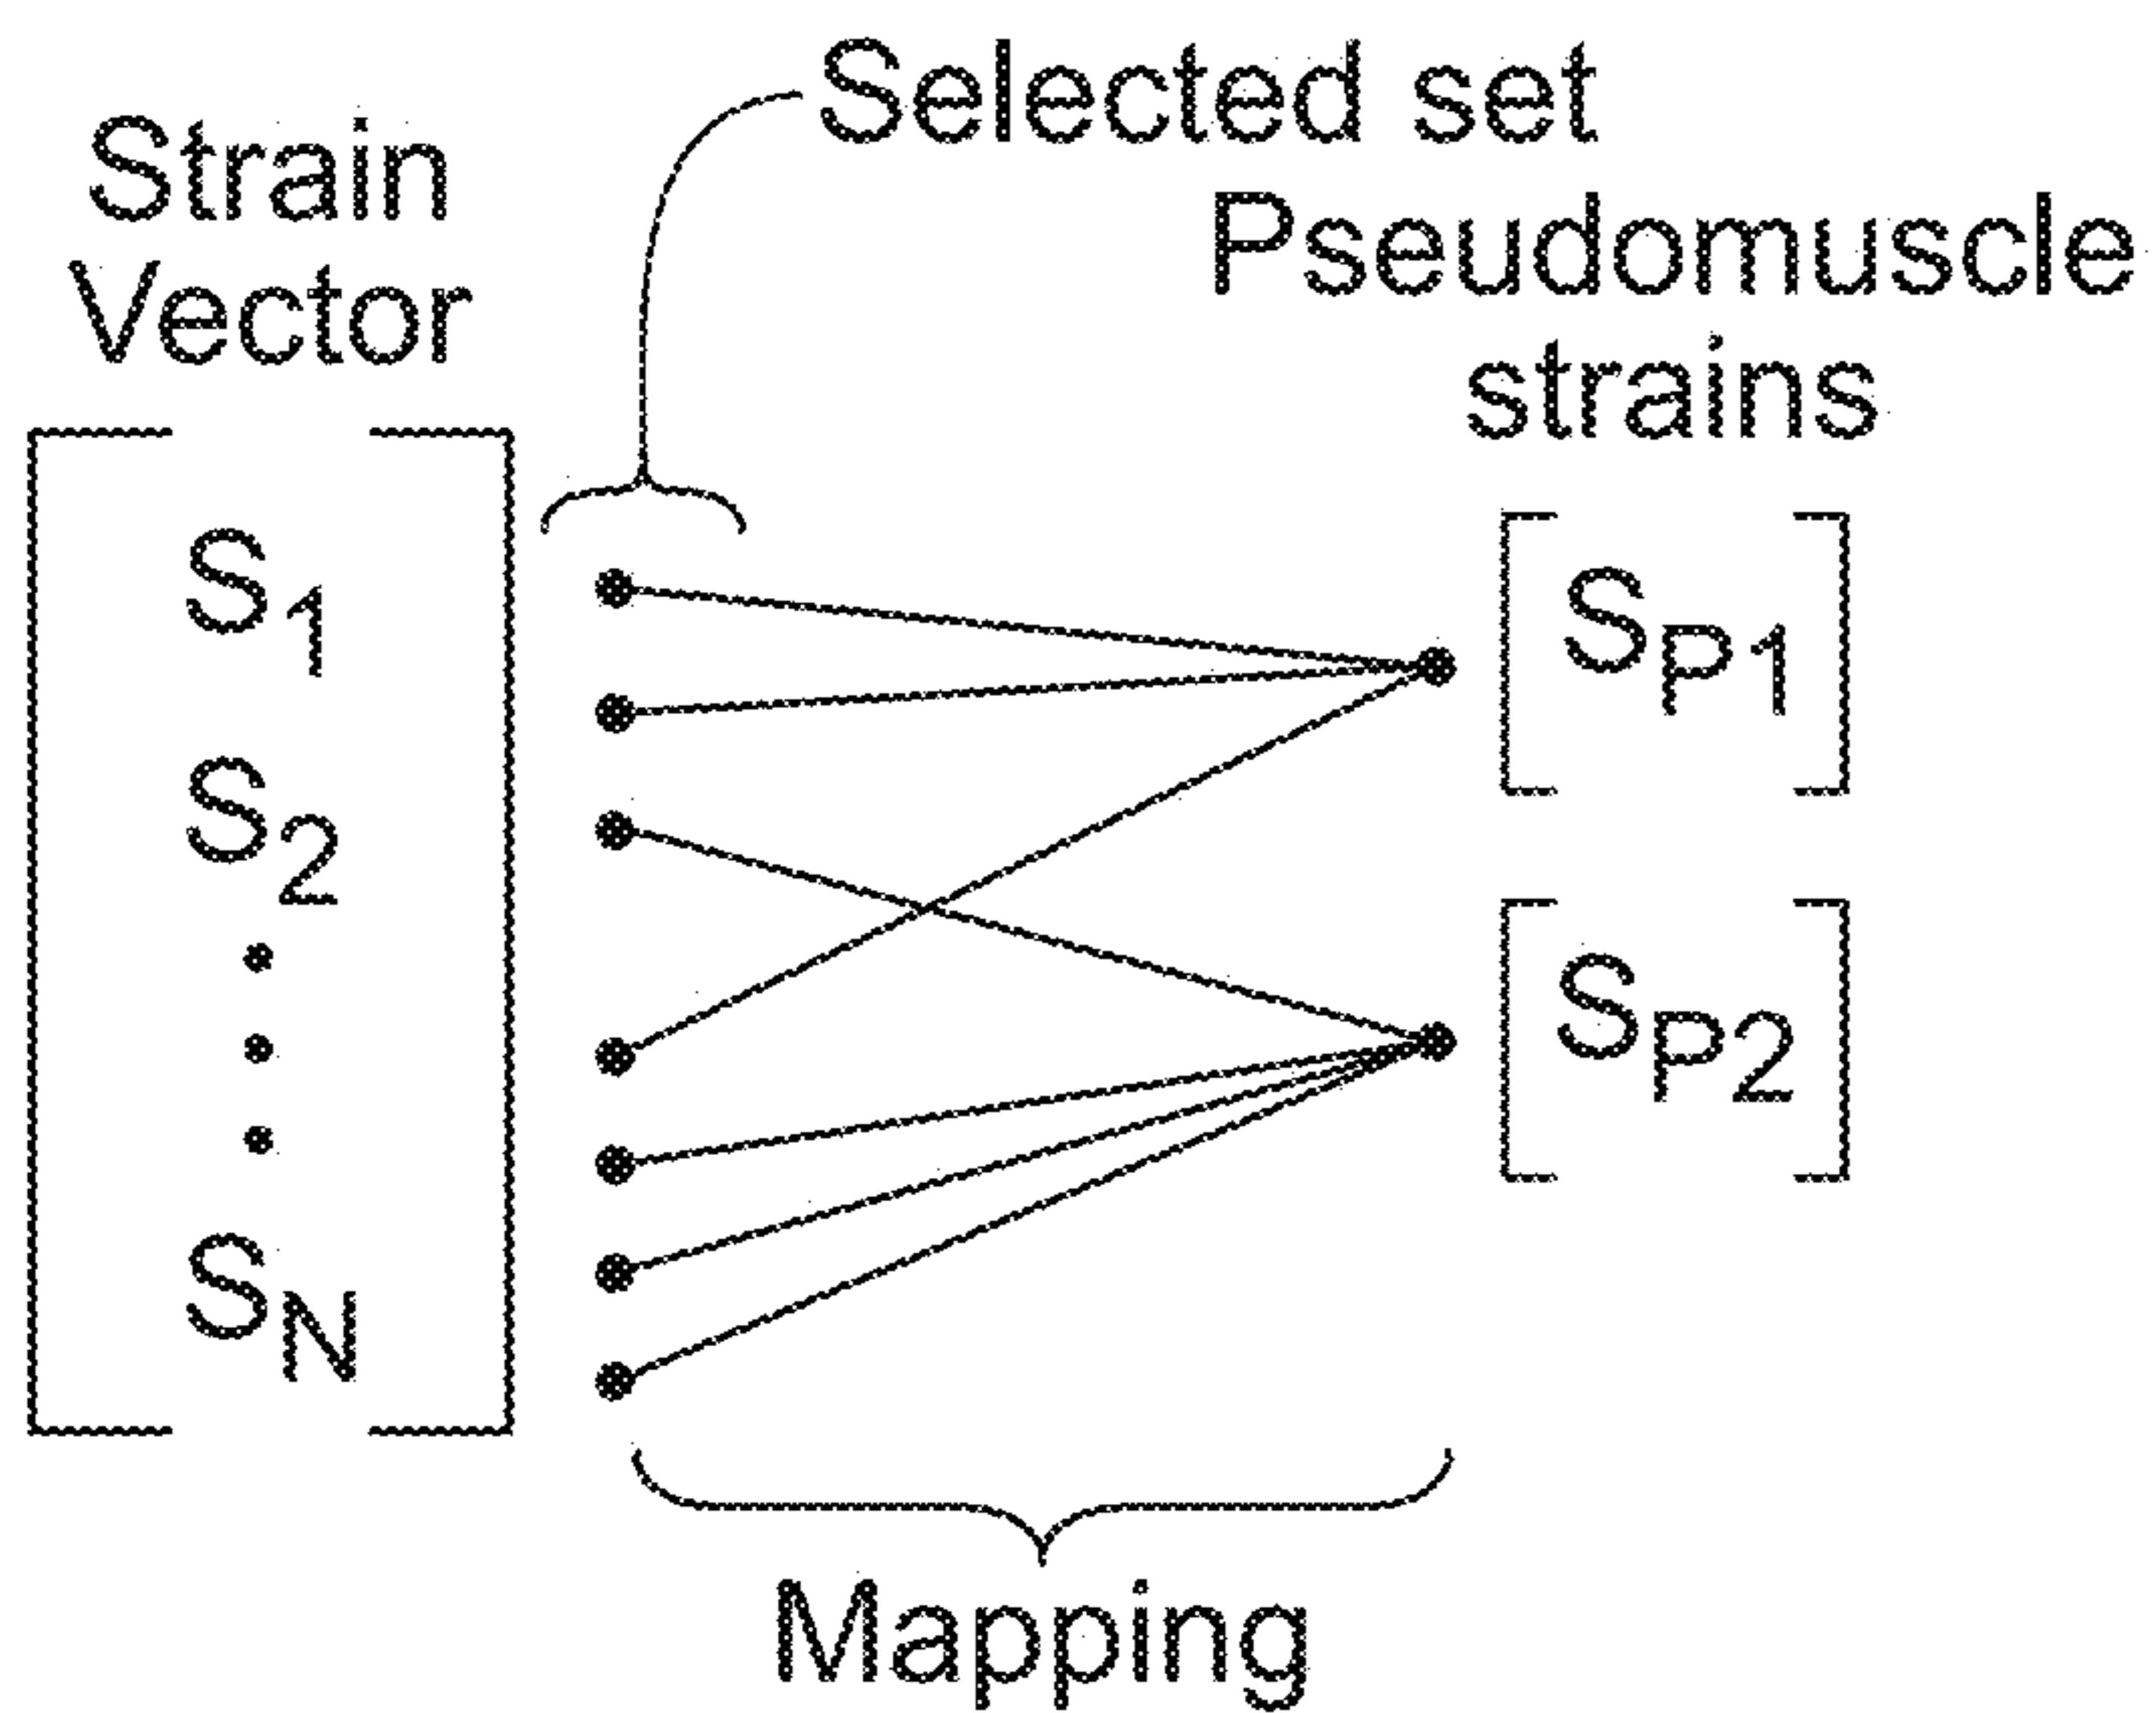 Strain
Vector
Selected set
Pseudomuscle
strains
S1
S2
SN
SP1
SP2
Mapping